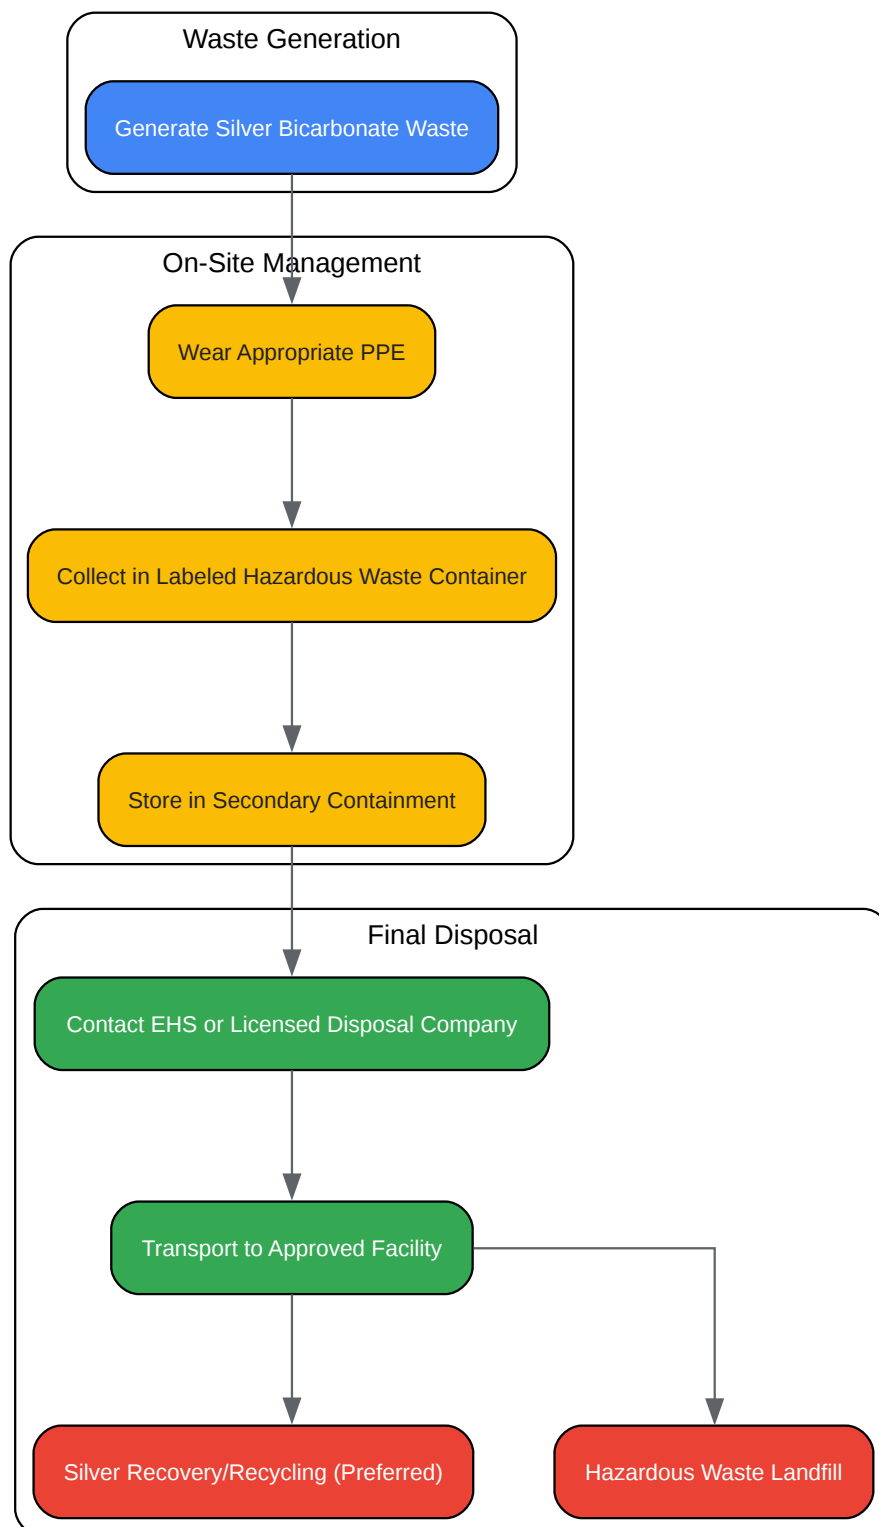 Waste Generation
Generate Silver Bicarbonate Waste
On-Site Management
Wear Appropriate PPE
Collect in Labeled Hazardous Waste Container
Store in Secondary Containment
Final Disposal
Contact EHS or Licensed Disposal Company
Transport to Approved Facility
Silver Recovery/Recycling (Preferred)
Hazardous Waste Landfill